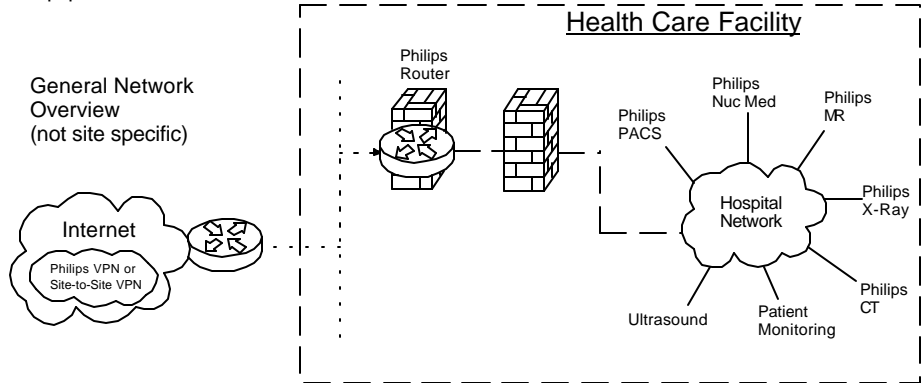 Health Care Facility
General Network
Overview
(not site specific)
Philips
Router
Philips
PACS
Philips
Nuc Med
Philips
MR
Philips
X-Ray
Philips
CT
Patient
Monitoring
Ultrasound
Hospital
Network
Internet
Philips VPN or
Site-to-Site VPN